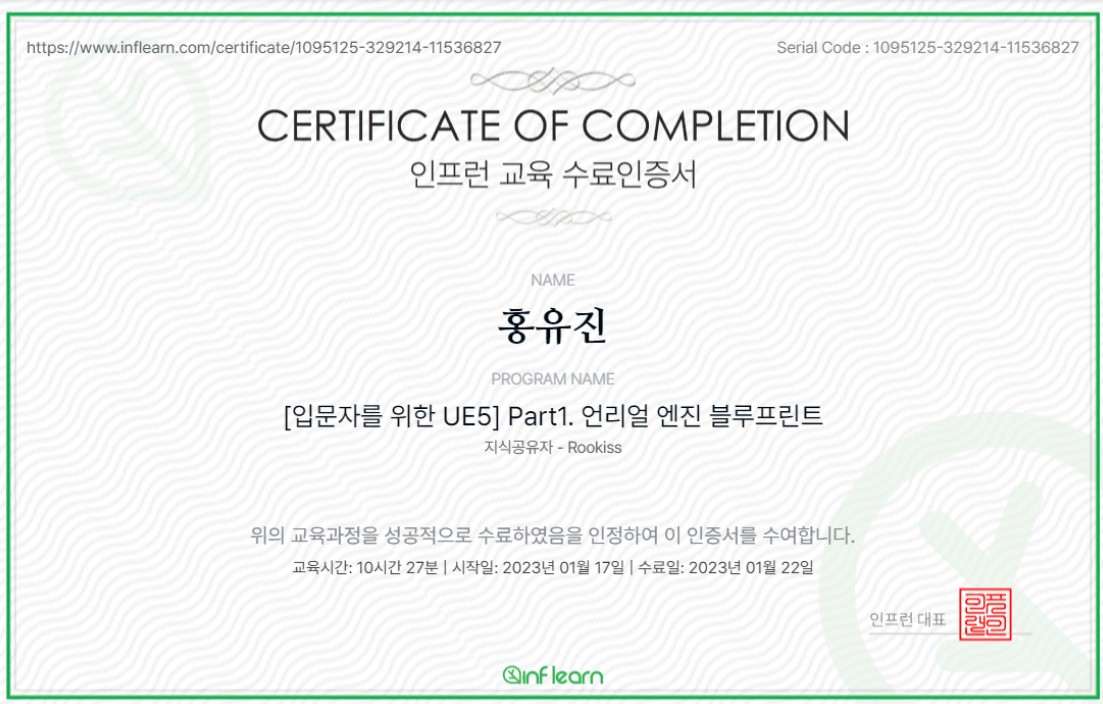 https://www.inflearn.com/certificate/1095125-329214-11536827
Serial Code : 1095125-329214-11536827
CERTIFICATE OF COMPLETION
인프런 교육 수료인증서
NAME
홍유진
PROGRAM NAME
[입문자를 위한 UE5] Part1. 언리얼 엔진 블루프린트
지식공유자 - Rookiss
위의 교육과정을 성공적으로 수료하였음을 인정하여 이 인증서를 수여합니다.
교육시간: 10시간 27분 | 시작일: 2023년 01월 17일 | 수료일: 2023년 01월 22일
인프런 대표
inflearn